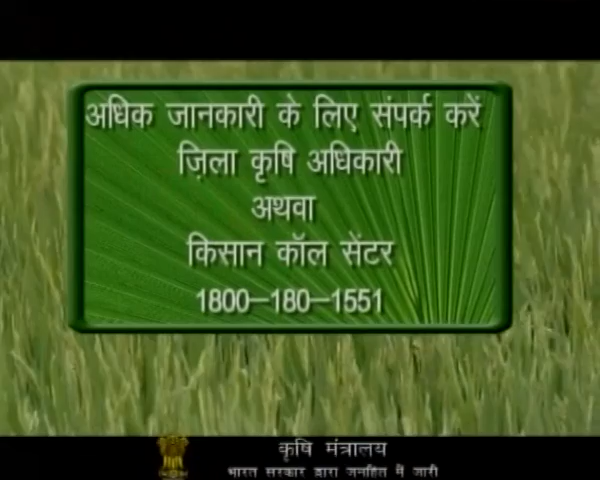 अधिक जानकारी के लिए संपर्क करें
ज़िला कृषि अधिकारी
अथवा
किसान कॉल सेंटर
1800–180–1551
कृषि मंत्रालय
भारत सरकार द्वारा जनहित में जारी